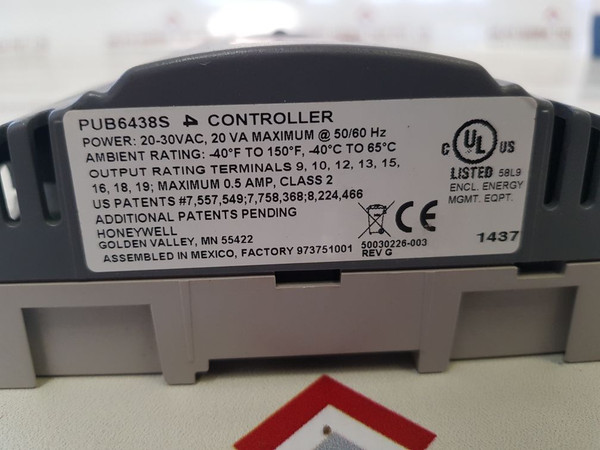 PUB6438S 4 CONTROLLER
POWER: 20-30VAC, 20 VA MAXIMUM @ 50/60 Hz
AMBIENT RATING: -40°F TO 150°F, -40°C TO 65°C
OUTPUT RATING TERMINALS 9, 10, 12, 13, 15,
16, 18, 19; MAXIMUM 0.5 AMP, CLASS 2
US PATENTS #7,557,549;7,758,368;8,224,466
ADDITIONAL PATENTS PENDING
HONEYWELL
GOLDEN VALLEY, MN 55422
ASSEMBLED IN MEXICO, FACTORY 973751001
50030226-003
REV G
CE
C UL US
LISTED 58L9
ENCL. ENERGY
MGMT. EQPT.
1437